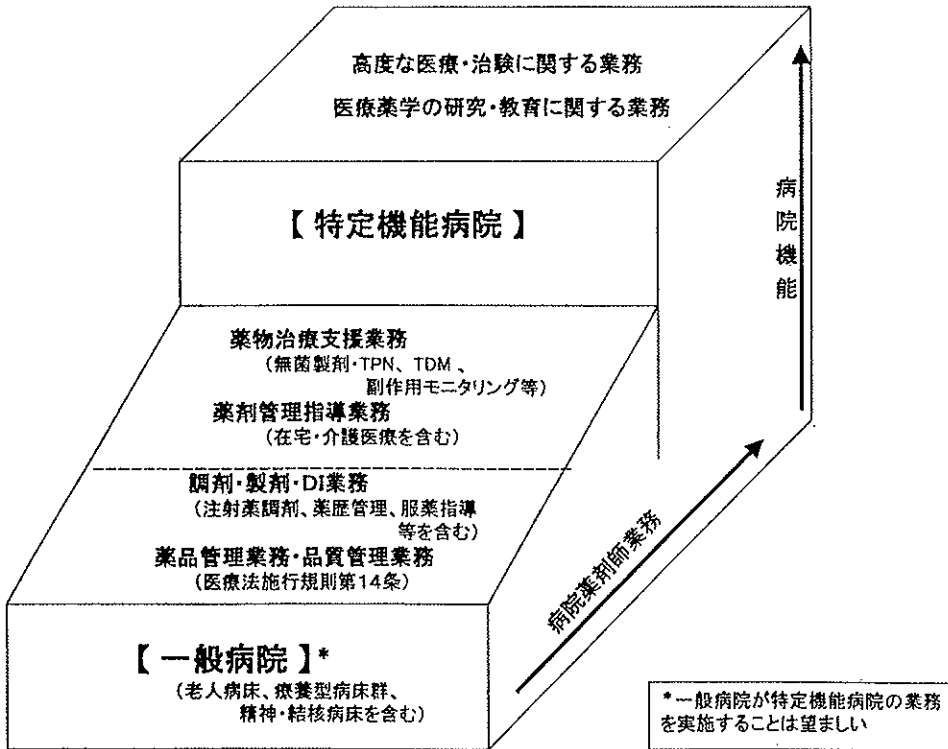 高度な医療・治験に関する業務
医療薬学の研究・教育に関する業務
【 特定機能病院 】
病院機能
薬物治療支援業務
(無菌製剤・TPN、TDM 、
副作用モニタリング等)
薬剤管理指導業務
(在宅・介護医療を含む)
調剤・製剤・DI業務
(注射薬調剤、薬歴管理、服薬指導
等を含む)
薬品管理業務・品質管理業務
(医療法施行規則第14条)
病院薬剤師業務
【 一般病院 】*
(老人病床、療養型病床群、
精神・結核病床を含む)
*一般病院が特定機能病院の業務
を実施することは望ましい